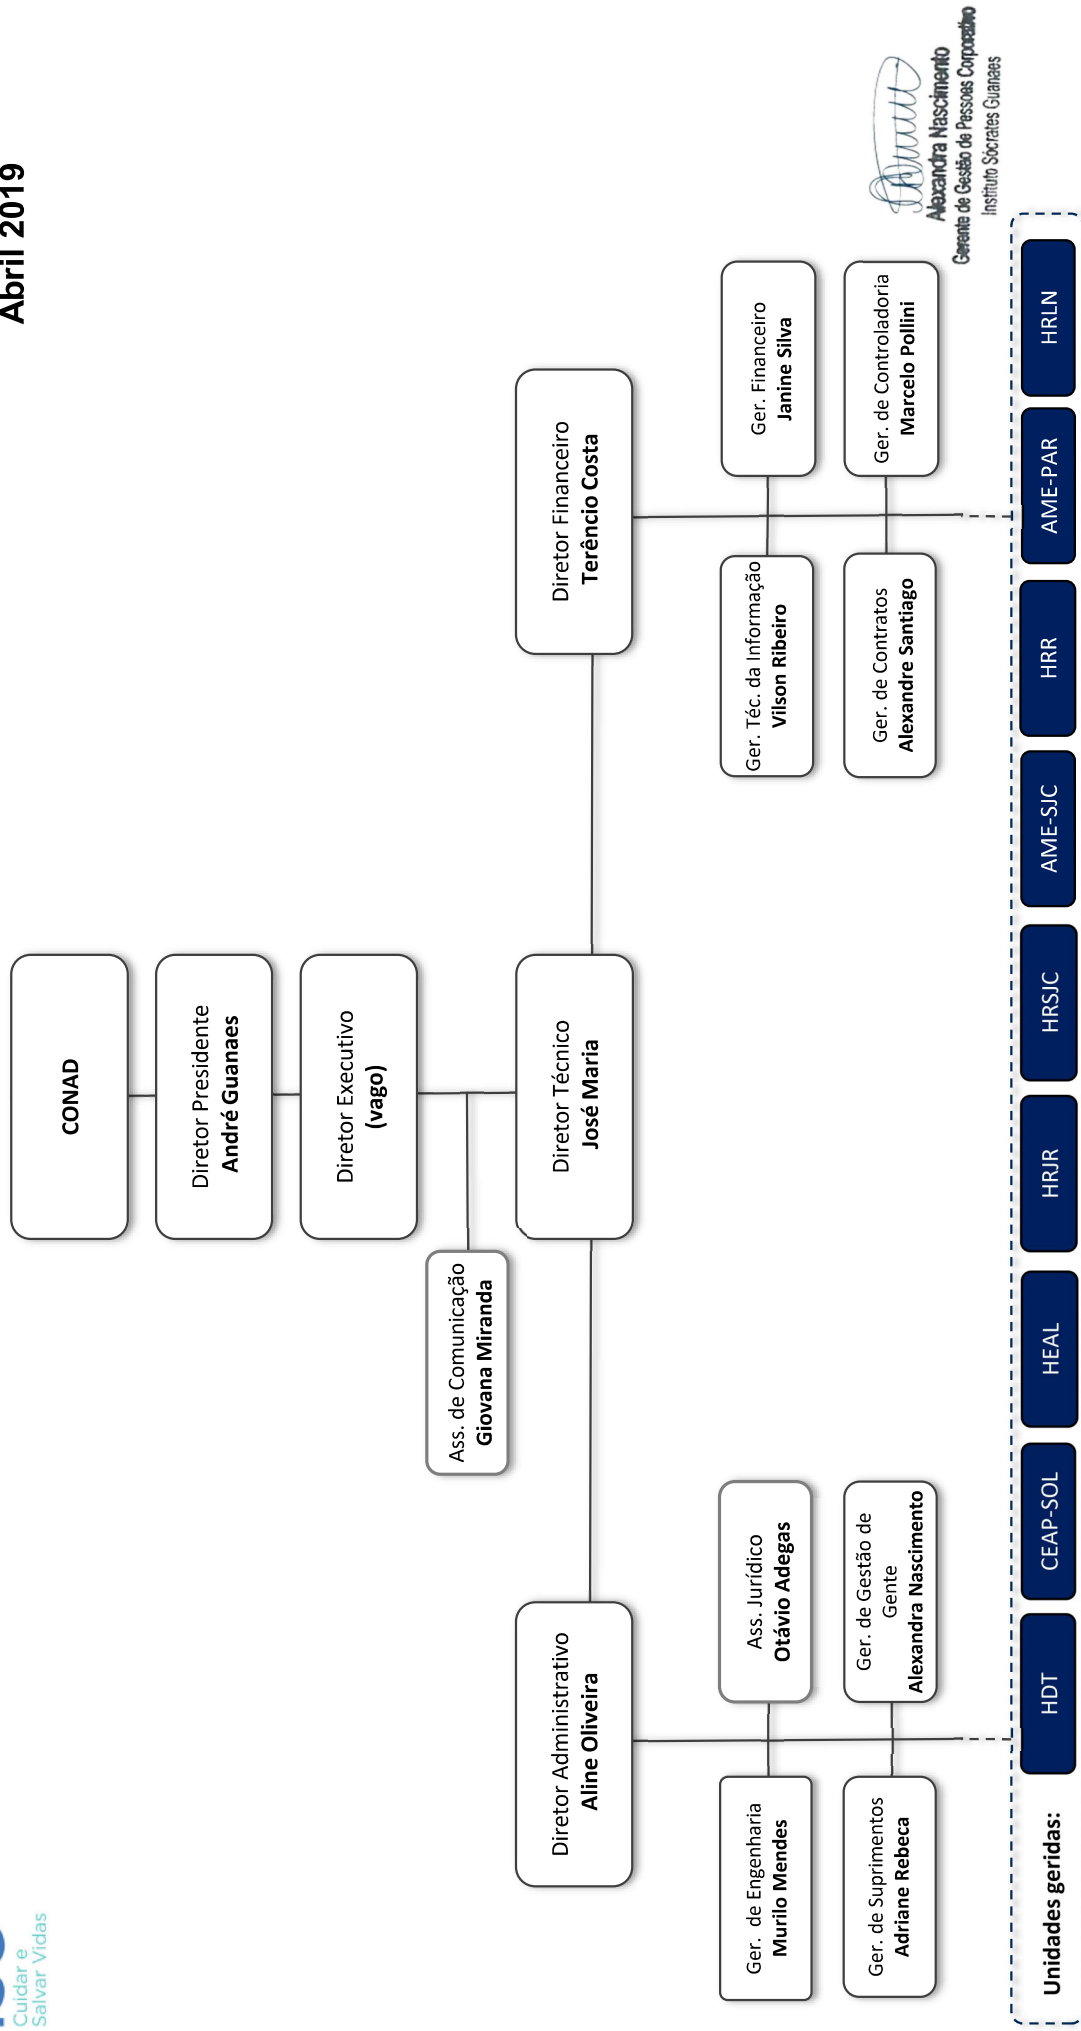 Cuidar e
Salvar Vidas
Abril 2019
CONAD
Diretor Presidente
André Guanaes
Diretor Executivo
(vago)
Ass. de Comunicação
Giovana Miranda
Diretor Administrativo
Aline Oliveira
Diretor Técnico
José Maria
Diretor Financeiro
Terêncio Costa
Ger. de Engenharia
Murilo Mendes
Ass. Jurídico
Otávio Adegas
Ger. Téc. da Informação
Vilson Ribeiro
Ger. Financeiro
Janine Silva
Ger. de Suprimentos
Adriane Rebeca
Ger. de Gestão de
Gente
Alexandra Nascimento
Ger. de Contratos
Alexandre Santiago
Ger. de Controladoria
Marcelo Pollini
Alexandra Nascimento
Gerente de Gestão de Pessoas Corporativo
Instituto Sócrates Guanaes
Unidades geridas:
HDT
CEAP-SOL
HEAL
HRJR
HRSJC
AME-SJC
HRR
AME-PAR
HRLN